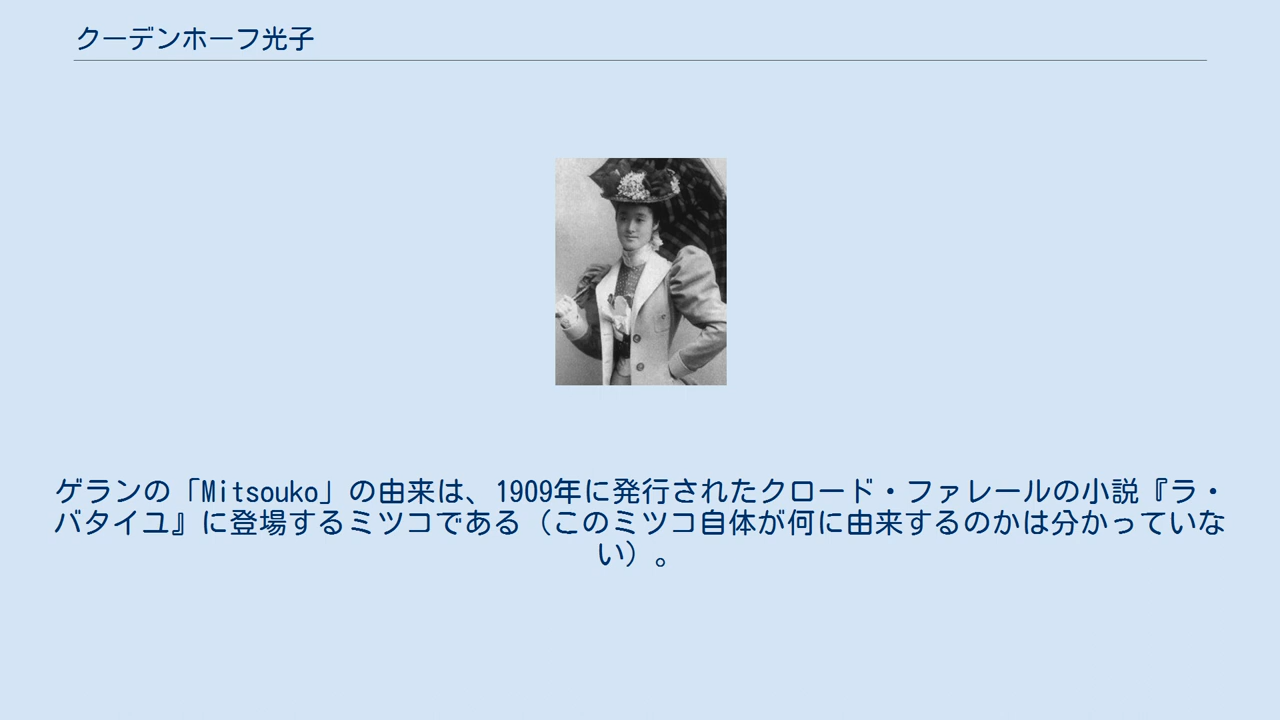 クーデンホーフ光子
ゲランの「Mitsouko」の由来は、1909年に発行されたクロード・ファレールの小説『ラ・
バタイユ』に登場するミツコである（このミツコ自体が何に由来するのかは分かっていな
い）。